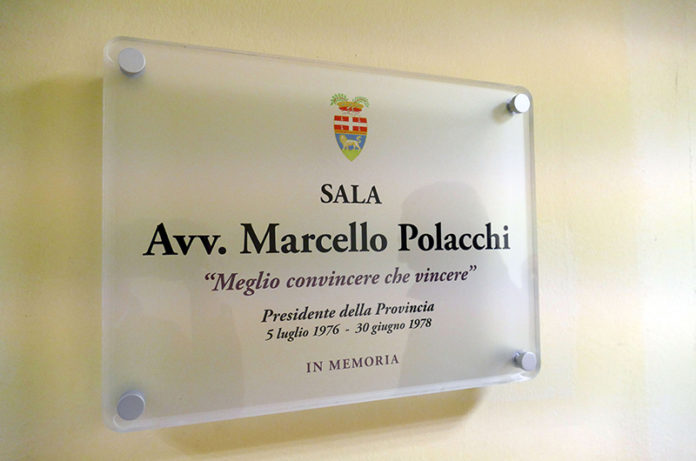 SALA
Avv. Marcello Polacchi
“Meglio convincere che vincere”
Presidente della Provincia
5 luglio 1976 - 30 giugno 1978
IN MEMORIA